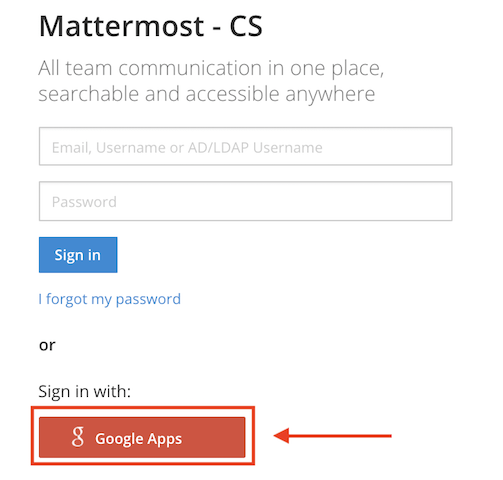 Mattermost - CS
All team communication in one place,
searchable and accessible anywhere
Email, Username or AD/LDAP Username
Password
Sign in
I forgot my password
or
Sign in with:
g Google Apps